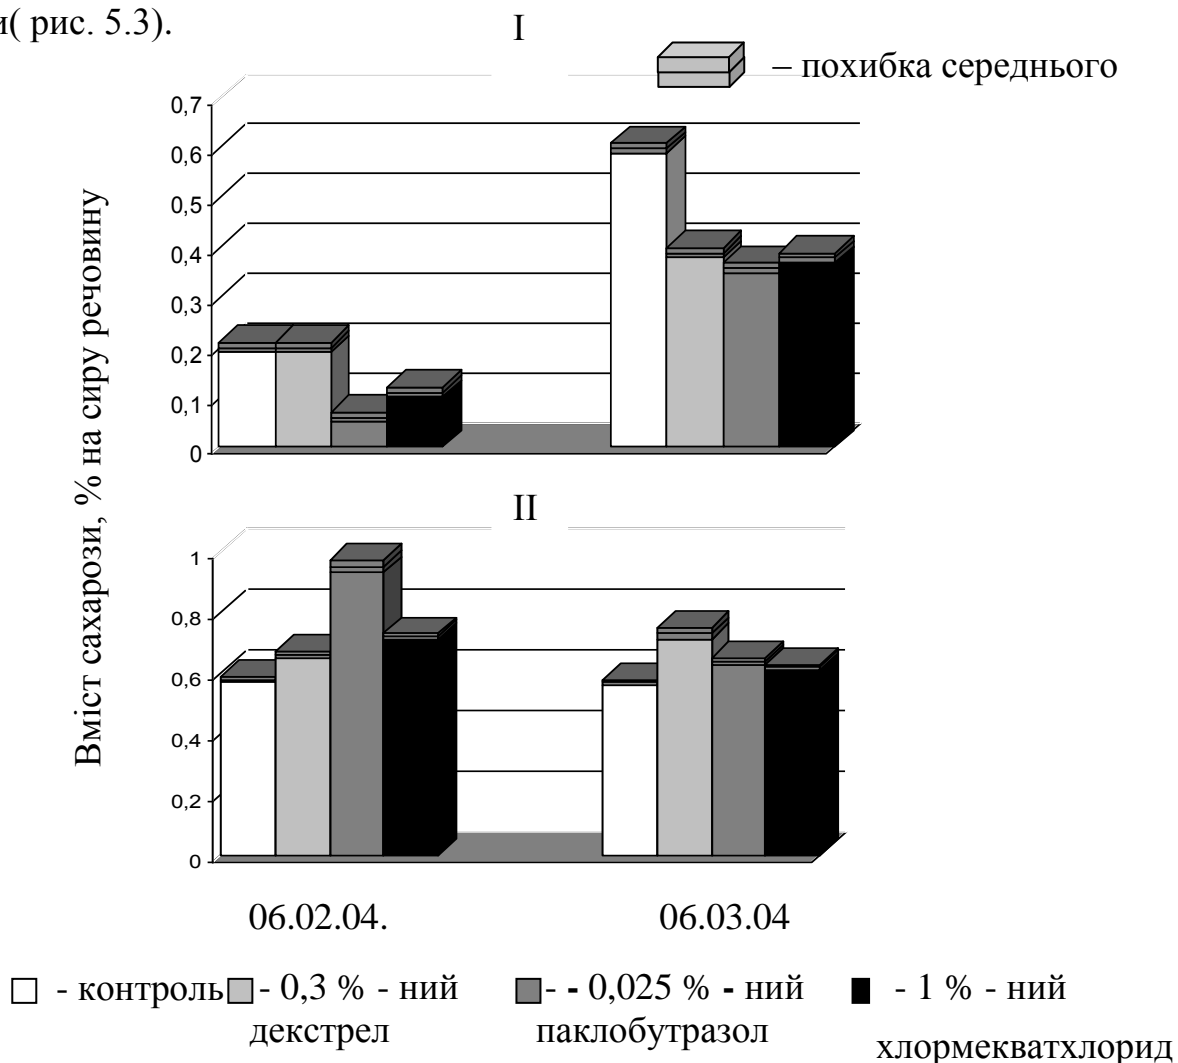 и( рис. 5.3).
I
– похибка середнього
0,7
0,6
0,5
0,4
0,3
0,2
0,1
0
Вміст сахарози, % на сиру речовину
II
1
0,8
0,6
0,4
0,2
0
06.02.04. 06.03.04
- контроль - 0,3 % - ний - - 0,025 % - ний - 1 % - ний
декстрел паклобутразол хлормекватхлорид